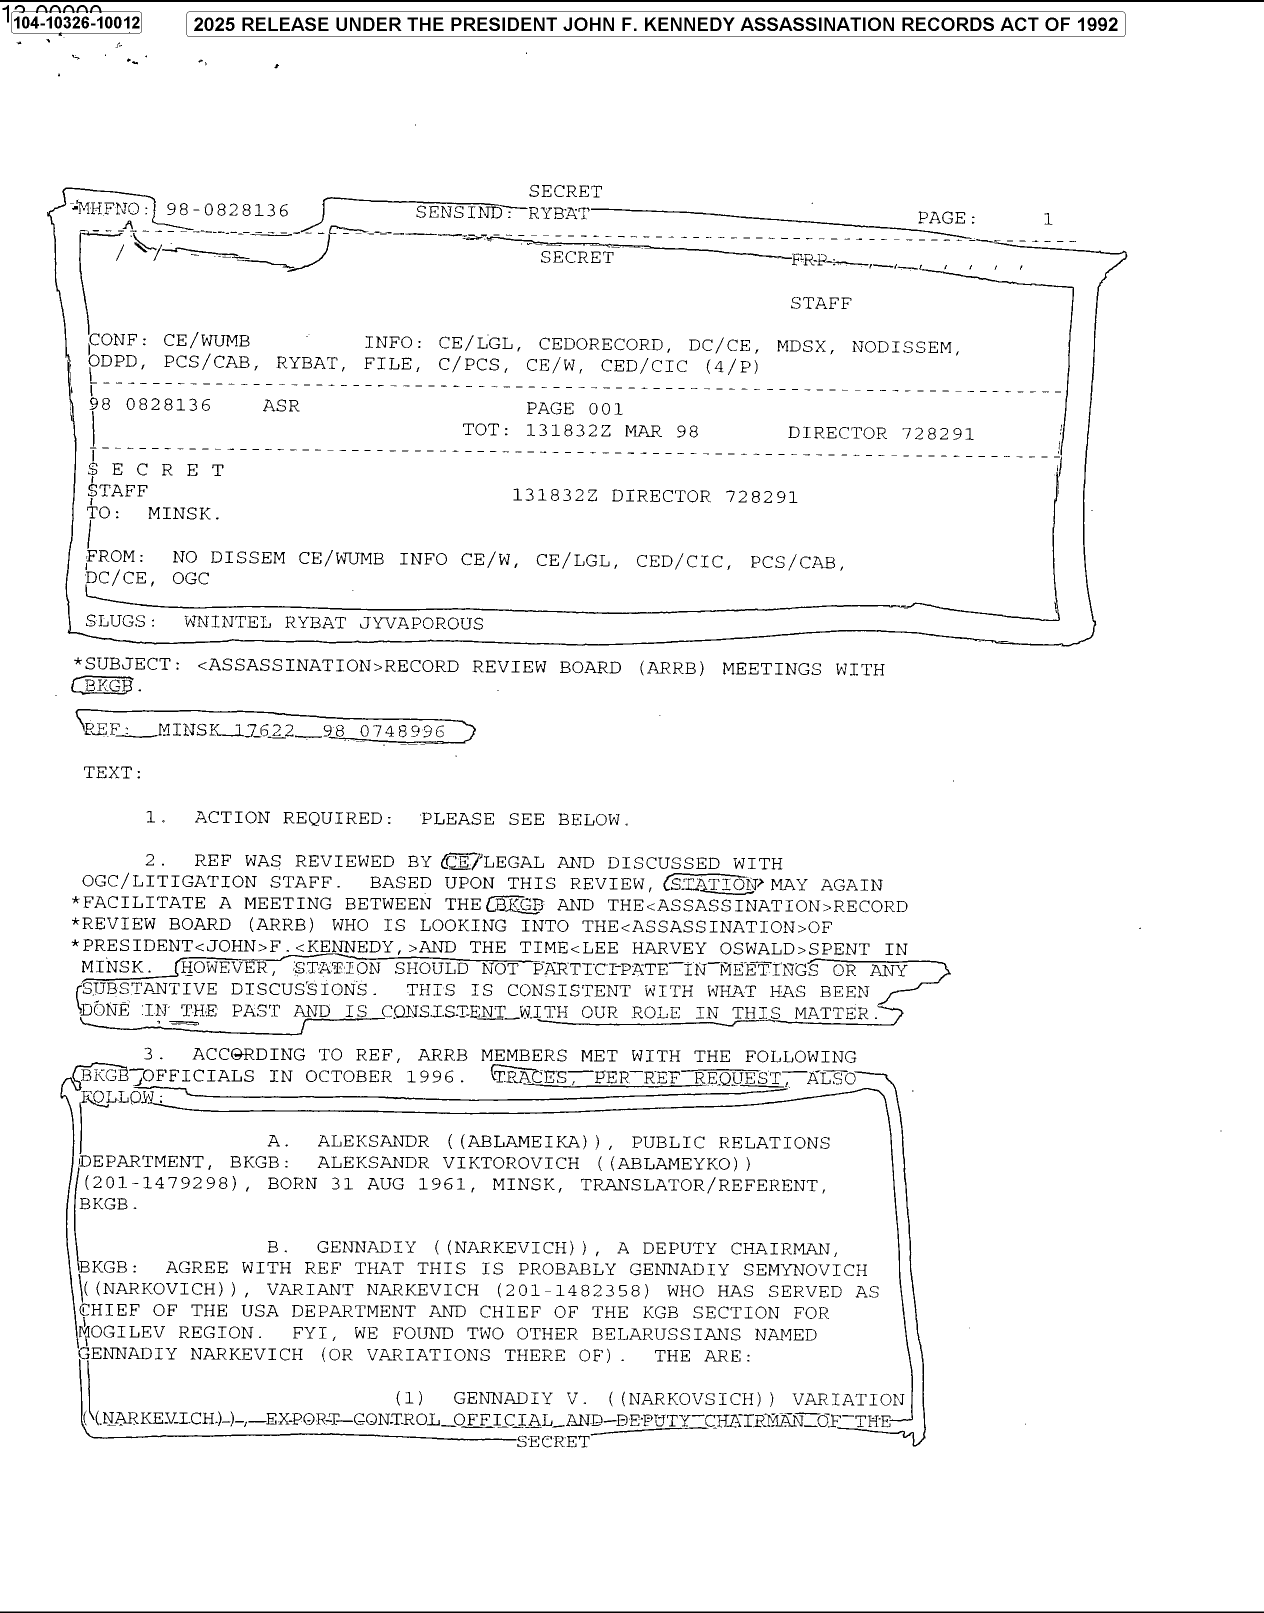 13-00000
104-10326-10012
2025 RELEASE UNDER THE PRESIDENT JOHN F. KENNEDY ASSASSINATION RECORDS ACT OF 1992
SECRET
MHFNO: 98-0828136 SENSIND: RYBAT PAGE: 1
/ / SECRET FRP: , , , , , , ,
STAFF
CONF: CE/WUMB INFO: CE/LGL, CEDORECORD, DC/CE, MDSX, NODISSEM,
ODPD, PCS/CAB, RYBAT, FILE, C/PCS, CE/W, CED/CIC (4/P)
98 0828136 ASR PAGE 001
TOT: 131832Z MAR 98 DIRECTOR 728291
S E C R E T
STAFF 131832Z DIRECTOR 728291
TO: MINSK.
FROM: NO DISSEM CE/WUMB INFO CE/W, CE/LGL, CED/CIC, PCS/CAB,
DC/CE, OGC
SLUGS: WNINTEL RYBAT JYVAPOROUS
*SUBJECT: <ASSASSINATION>RECORD REVIEW BOARD (ARRB) MEETINGS WITH
BKGB.
REF: MINSK 17622 98 0748996
TEXT:
1. ACTION REQUIRED: PLEASE SEE BELOW.
2. REF WAS REVIEWED BY CE/LEGAL AND DISCUSSED WITH
OGC/LITIGATION STAFF. BASED UPON THIS REVIEW, STATION MAY AGAIN
*FACILITATE A MEETING BETWEEN THE BKGB AND THE<ASSASSINATION>RECORD
*REVIEW BOARD (ARRB) WHO IS LOOKING INTO THE<ASSASSINATION>OF
*PRESIDENT<JOHN>F.<KENNEDY,>AND THE TIME<LEE HARVEY OSWALD>SPENT IN
MINSK. HOWEVER, STATION SHOULD NOT PARTICIPATE IN MEETINGS OR ANY
SUBSTANTIVE DISCUSSIONS. THIS IS CONSISTENT WITH WHAT HAS BEEN
DONE IN THE PAST AND IS CONSISTENT WITH OUR ROLE IN THIS MATTER.
3. ACCORDING TO REF, ARRB MEMBERS MET WITH THE FOLLOWING
BKGB OFFICIALS IN OCTOBER 1996. TRACES, PER REF REQUEST, ALSO
FOLLOW:
A. ALEKSANDR ((ABLAMEIKA)), PUBLIC RELATIONS
DEPARTMENT, BKGB: ALEKSANDR VIKTOROVICH ((ABLAMEYKO))
(201-1479298), BORN 31 AUG 1961, MINSK, TRANSLATOR/REFERENT,
BKGB.
B. GENNADIY ((NARKEVICH)), A DEPUTY CHAIRMAN,
BKGB: AGREE WITH REF THAT THIS IS PROBABLY GENNADIY SEMYNOVICH
((NARKOVICH)), VARIANT NARKEVICH (201-1482358) WHO HAS SERVED AS
CHIEF OF THE USA DEPARTMENT AND CHIEF OF THE KGB SECTION FOR
MOGILEV REGION. FYI, WE FOUND TWO OTHER BELARUSSIANS NAMED
GENNADIY NARKEVICH (OR VARIATIONS THERE OF). THE ARE:
(1) GENNADIY V. ((NARKOVSICH)) VARIATION
((NARKEVICH)), EXPORT CONTROL OFFICIAL AND DEPUTY CHAIRMAN OF THE
SECRET